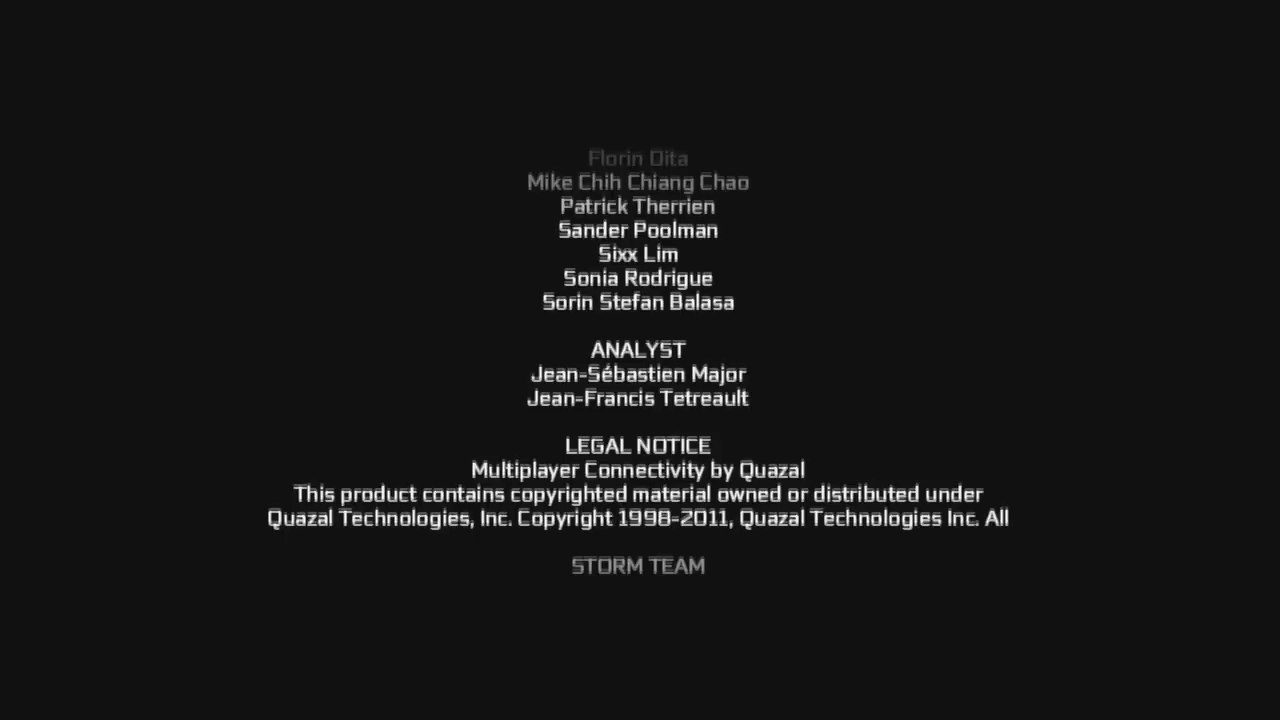 Florin Dita
Mike Chih Chiang Chao
Patrick Therrien
Sander Poolman
Sixx Lim
Sonia Rodrigue
Sorin Stefan Balasa
ANALYST
Jean-Sébastien Major
Jean-Francis Tetreault
LEGAL NOTICE
Multiplayer Connectivity by Quazal
This product contains copyrighted material owned or distributed under
Quazal Technologies, Inc. Copyright 1998-2011, Quazal Technologies Inc. All
STORM TEAM